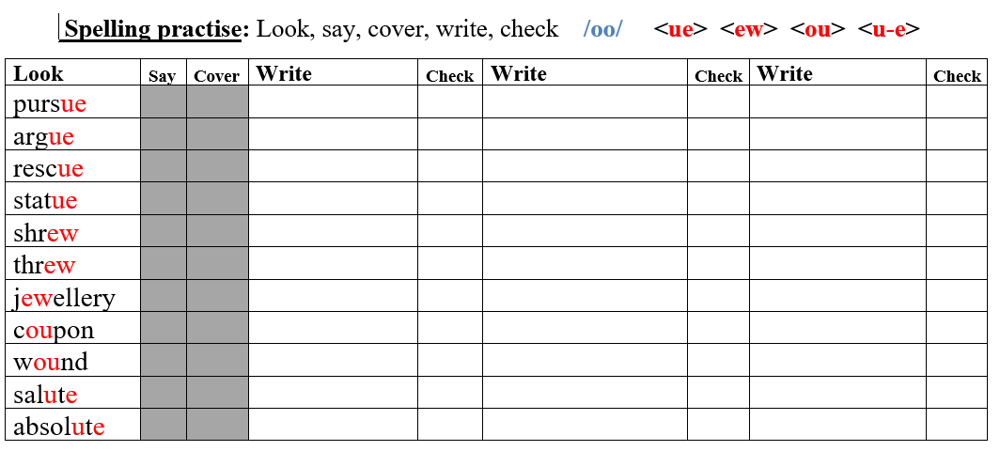 Spelling practise: Look, say, cover, write, check /oo/ <ue> <ew> <ou> <u-e>
Look Say Cover Write Check Write Check Write Check
pursue
argue
rescue
statue
shrew
threw
jewellery
coupon
wound
salute
absolute